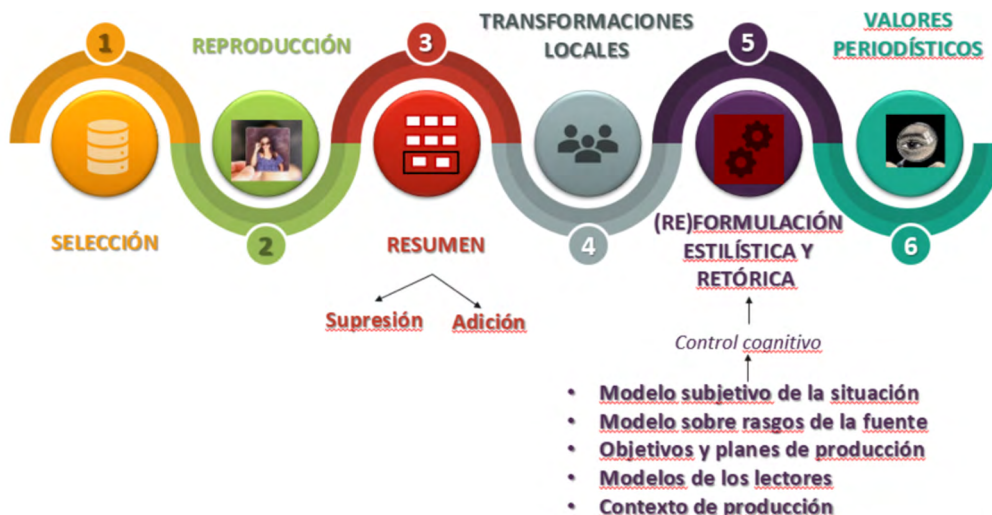 1
SELECCIÓN
REPRODUCCIÓN
2
3
RESUMEN
Supresión
Adición
TRANSFORMACIONES
LOCALES
4
5
(RE)FORMULACIÓN
ESTILÍSTICA Y
RETÓRICA
Control cognitivo
• Modelo subjetivo de la situación
• Modelo sobre rasgos de la fuente
• Objetivos y planes de producción
• Modelos de los lectores
• Contexto de producción
VALORES
PERIODÍSTICOS
6